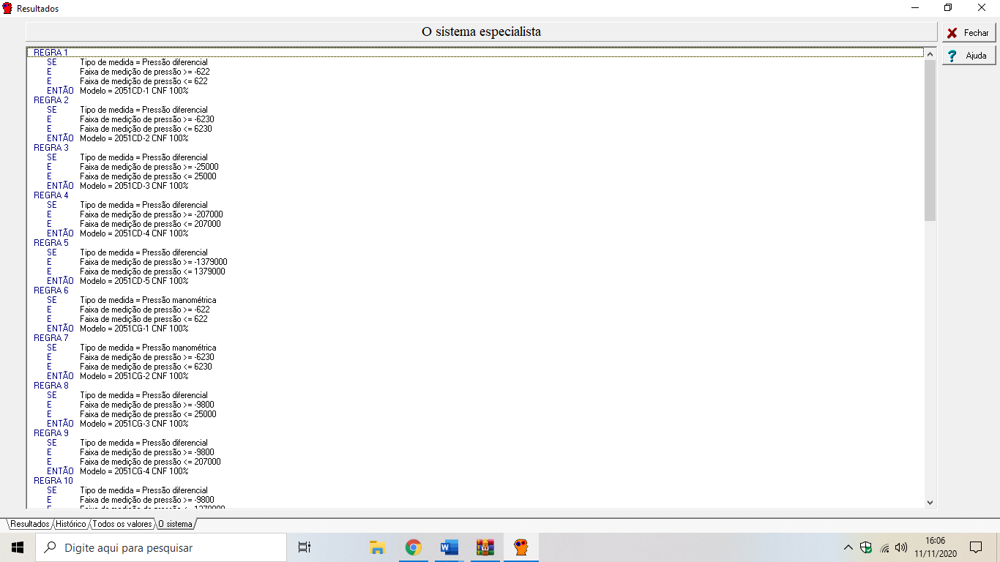 Resultados
O sistema especialista
Fechar
Ajuda
REGRA 1
SE Tipo de medida = Pressão diferencial
E Faixa de medição de pressão >= -622
E Faixa de medição de pressão <= 622
ENTÃO Modelo = 2051CD-1 CNF 100%
REGRA 2
SE Tipo de medida = Pressão diferencial
E Faixa de medição de pressão >= -6230
E Faixa de medição de pressão <= 6230
ENTÃO Modelo = 2051CD-2 CNF 100%
REGRA 3
SE Tipo de medida = Pressão diferencial
E Faixa de medição de pressão >= -25000
E Faixa de medição de pressão <= 25000
ENTÃO Modelo = 2051CD-3 CNF 100%
REGRA 4
SE Tipo de medida = Pressão diferencial
E Faixa de medição de pressão >= -207000
E Faixa de medição de pressão <= 207000
ENTÃO Modelo = 2051CD-4 CNF 100%
REGRA 5
SE Tipo de medida = Pressão diferencial
E Faixa de medição de pressão >= -1379000
E Faixa de medição de pressão <= 1379000
ENTÃO Modelo = 2051CD-5 CNF 100%
REGRA 6
SE Tipo de medida = Pressão manométrica
E Faixa de medição de pressão >= -622
E Faixa de medição de pressão <= 622
ENTÃO Modelo = 2051CG-1 CNF 100%
REGRA 7
SE Tipo de medida = Pressão manométrica
E Faixa de medição de pressão >= -6230
E Faixa de medição de pressão <= 6230
ENTÃO Modelo = 2051CG-2 CNF 100%
REGRA 8
SE Tipo de medida = Pressão diferencial
E Faixa de medição de pressão >= -9800
E Faixa de medição de pressão <= 25000
ENTÃO Modelo = 2051CG-3 CNF 100%
REGRA 9
SE Tipo de medida = Pressão diferencial
E Faixa de medição de pressão >= -9800
E Faixa de medição de pressão <= 207000
ENTÃO Modelo = 2051CG-4 CNF 100%
REGRA 10
SE Tipo de medida = Pressão diferencial
E Faixa de medição de pressão >= -9800
Resultados Histórico Todos os valores O sistema
Digite aqui para pesquisar
16:06
11/11/2020